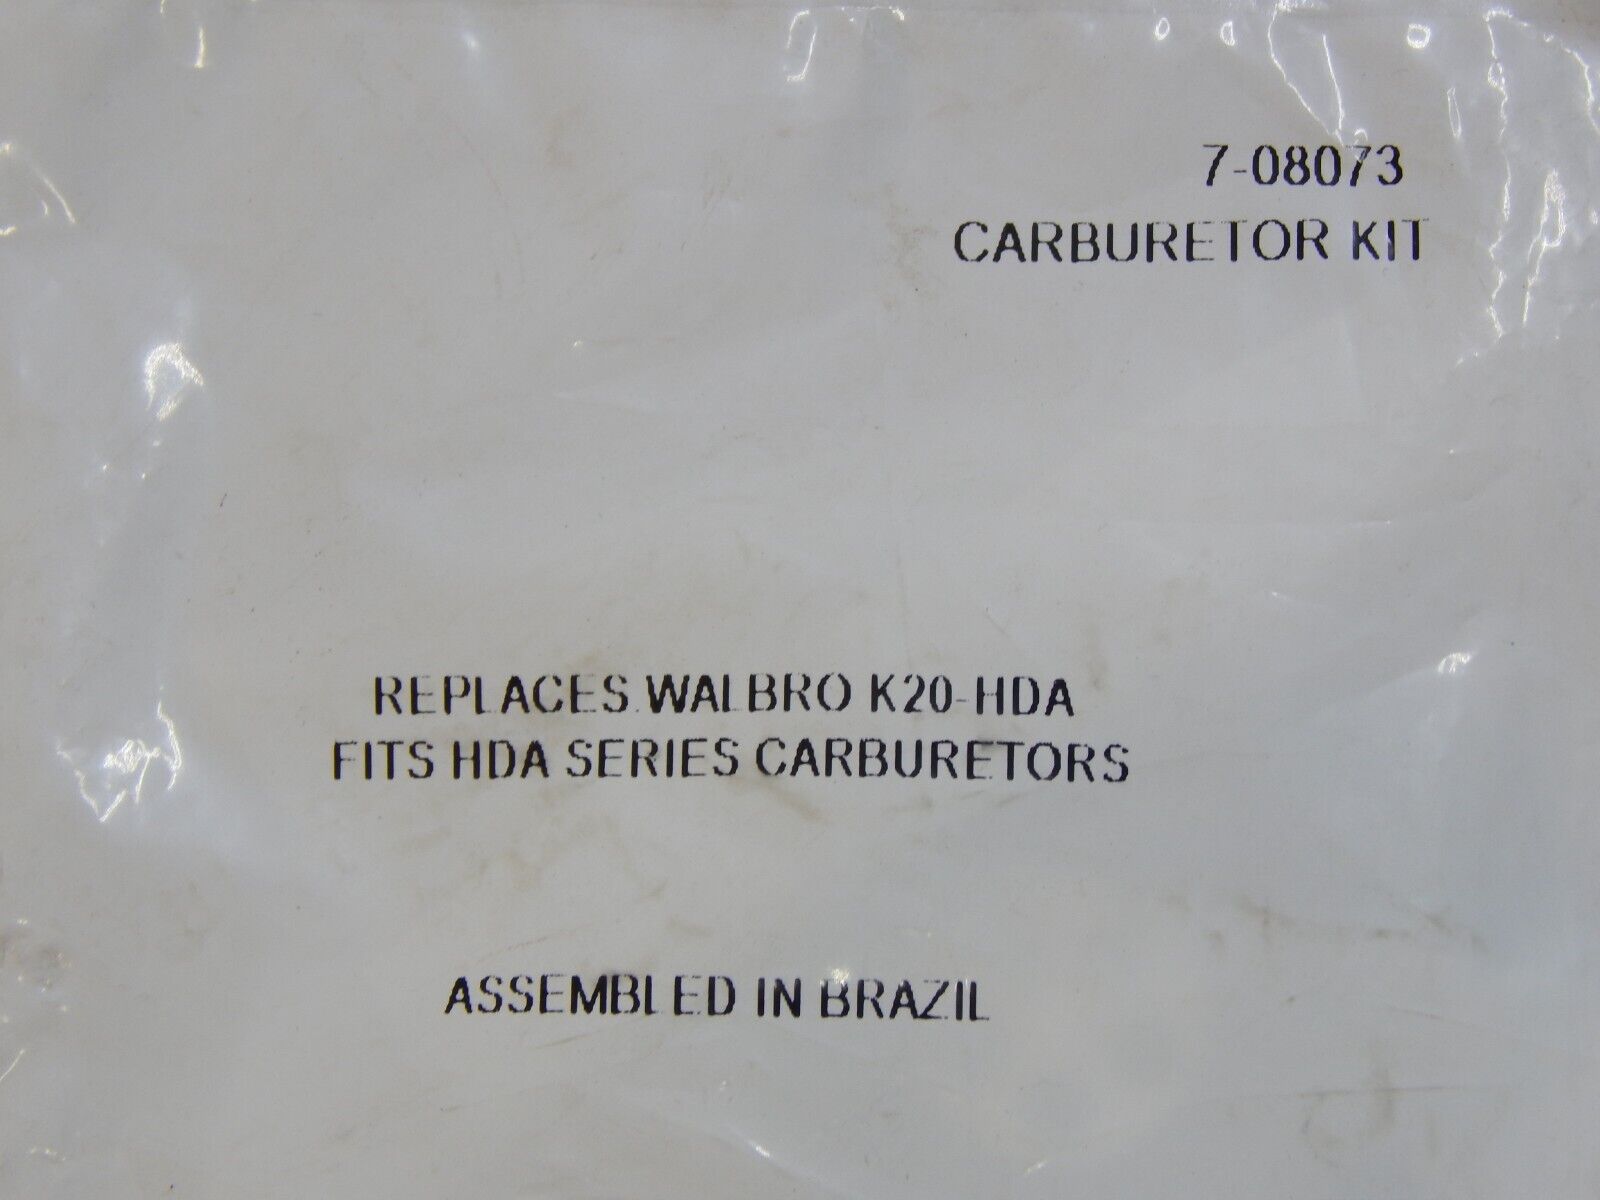 7-08073
CARBURETOR KIT
REPLACES WALBRO K20-HDA
FITS HDA SERIES CARBURETORS
ASSEMBLED IN BRAZIL